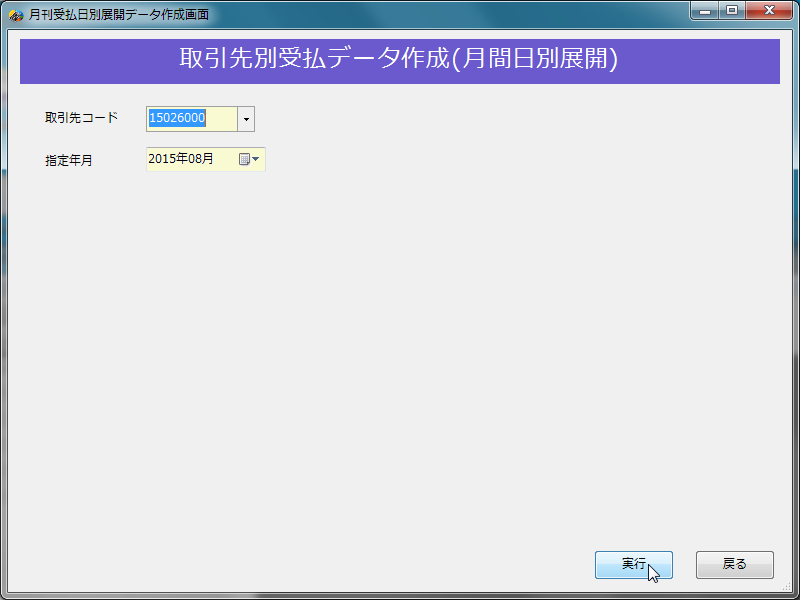 月刊受払日別展開データ作成画面
取引先別受払データ作成(月間日別展開)
取引先コード 15026000
指定年月 2015年08月
実行 戻る